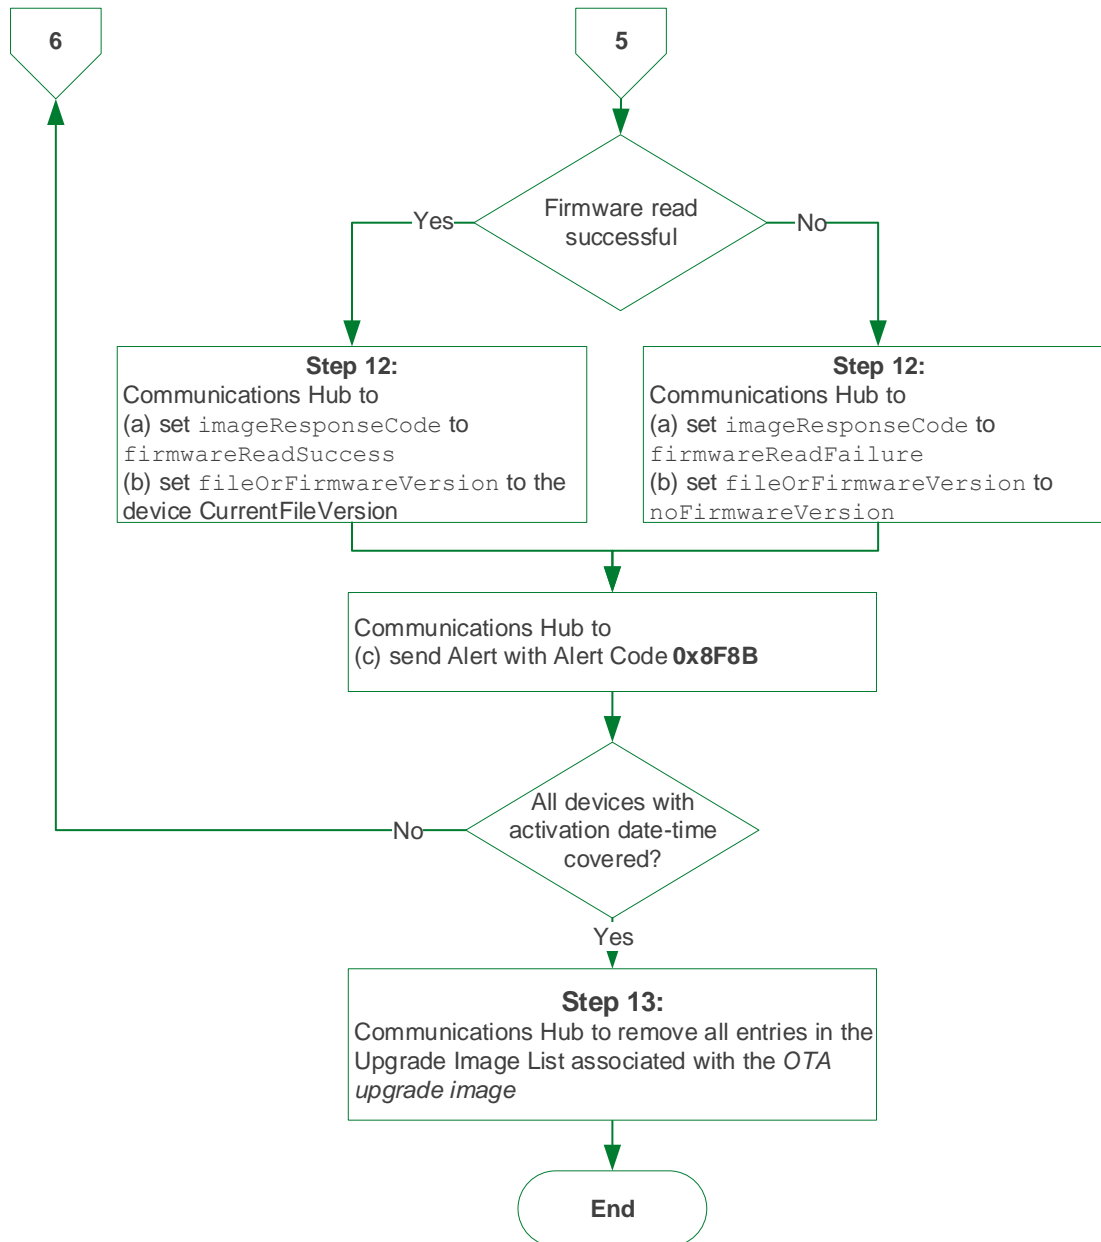 6
5
Firmware read
successful
Yes
No
Step 12:
Communications Hub to
(a) set imageResponseCode to
firmwareReadSuccess
(b) set fileOrFirmwareVersion to the
device CurrentFileVersion
Step 12:
Communications Hub to
(a) set imageResponseCode to
firmwareReadFailure
(b) set fileOrFirmwareVersion to
noFirmwareVersion
Communications Hub to
(c) send Alert with Alert Code 0x8F8B
All devices with
activation date-time
covered?
No
Yes
Step 13:
Communications Hub to remove all entries in the
Upgrade Image List associated with the OTA
upgrade image
End